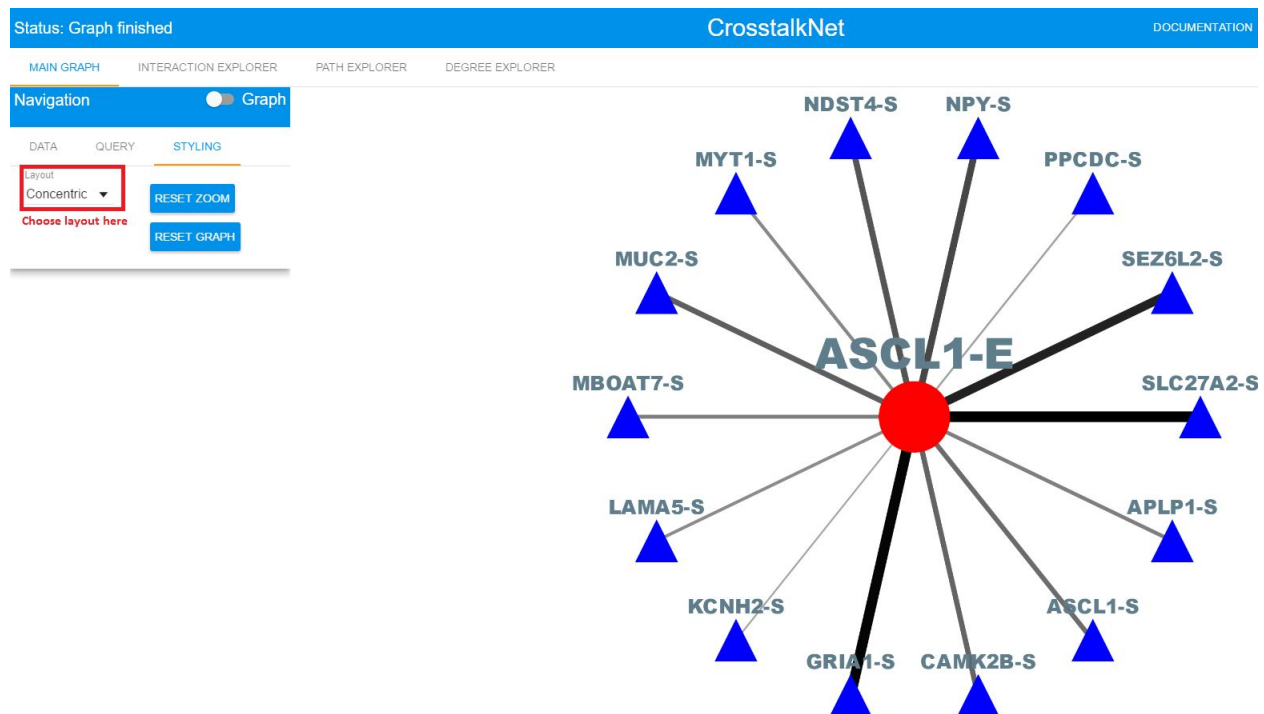 Status: Graph finished
CrosstalkNet
DOCUMENTATION
MAIN GRAPH
INTERACTION EXPLORER
PATH EXPLORER
DEGREE EXPLORER
Navigation
Graph
DATA
QUERY
STYLING
Layout
Concentric
Choose layout here
RESET ZOOM
RESET GRAPH
NDST4-S
NPY-S
MYT1-S
PPCDC-S
MUC2-S
SEZ6L2-S
ASCL1-E
MBOAT7-S
SLC27A2-S
LAMA5-S
APLP1-S
KCNH2-S
ASCL1-S
GRIA1-S
CAMK2B-S